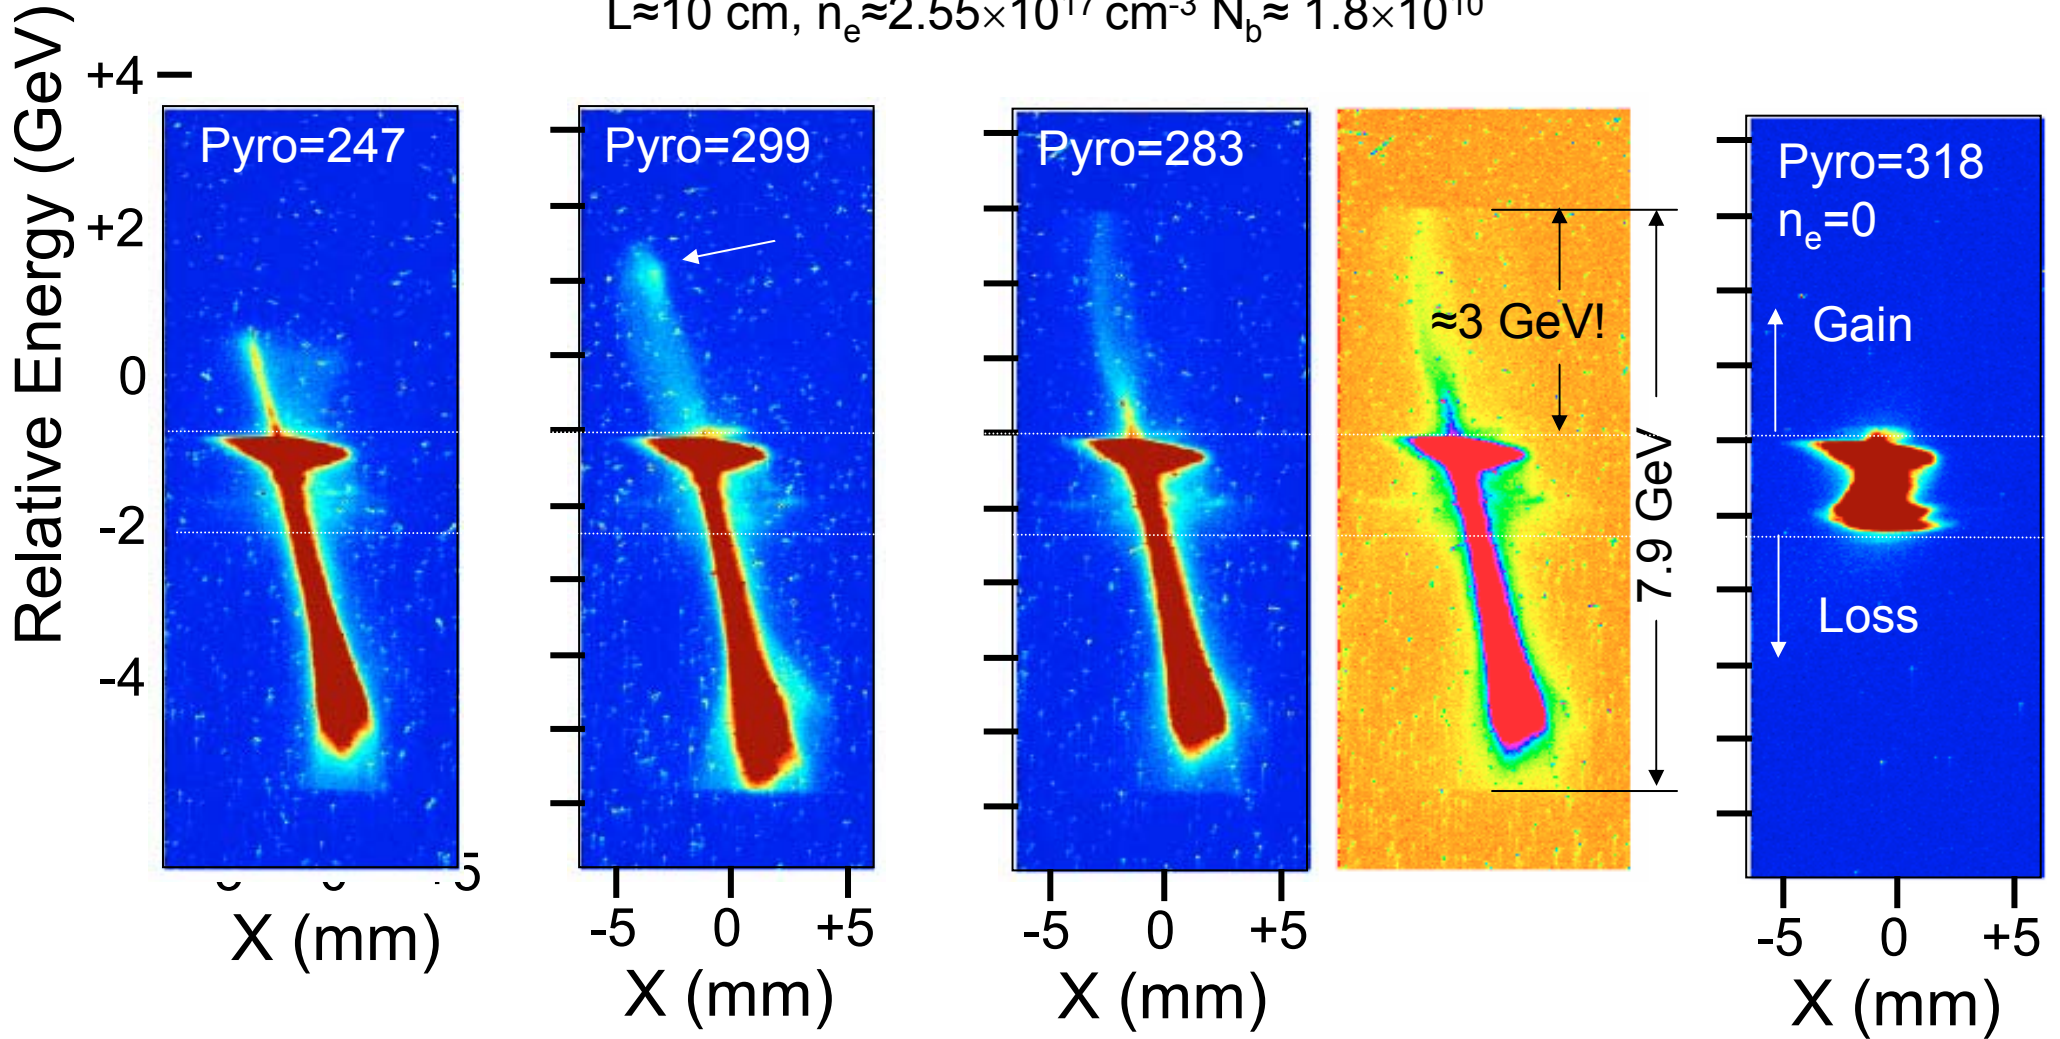 L≈10 cm, nₑ≈2.55×10¹⁷ cm⁻³ N_b≈ 1.8×10¹⁰
Relative Energy (GeV)
+4
+2
0
-2
-4
Pyro=247
X (mm)
Pyro=299
-5 0 +5
X (mm)
Pyro=283
-5 0 +5
X (mm)
≈3 GeV!
7.9 GeV
Pyro=318
nₑ=0
Gain
Loss
-5 0 +5
X (mm)